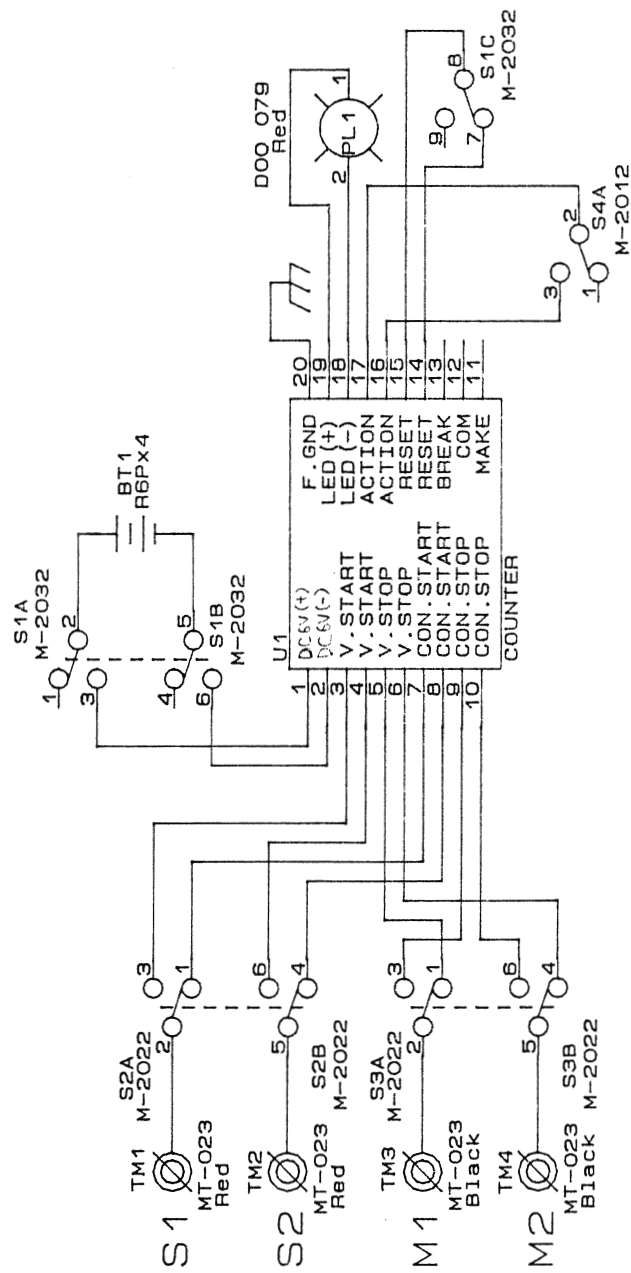 S1
TM1
MT-023
Red
S2A
M-2022
2
3
1
S2
TM2
MT-023
Red
S2B
M-2022
5
6
4
M1
TM3
MT-023
Black
S3A
M-2022
2
3
1
M2
TM4
MT-023
Black
S3B
M-2022
5
6
4
S1A
M-2032
1
2
3
BT1
R6Px4
S1B
M-2032
4
5
6
U1
1 DC6V(+)
2 DC6V(-)
3 V.START
4 V.START
5 V.STOP
6 V.STOP
7 CON.START
8 CON.START
9 CON.STOP
10 CON.STOP
F.GND 20
LED(+) 19
LED(-) 18
ACTION 17
ACTION 16
RESET 15
RESET 14
BREAK 13
COM 12
MAKE 11
COUNTER
D00 079
Red
2
PL1
1
9
8
7
S1C
M-2032
3
2
1
S4A
M-2012